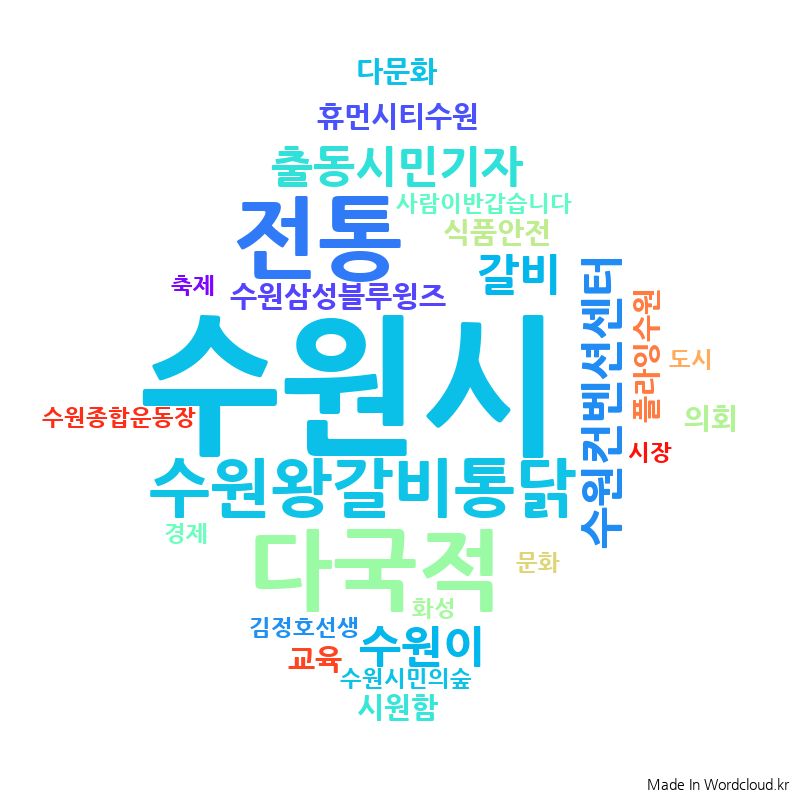 다문화
휴먼시티수원
출동시민기자
사람이반갑습니다
전통
식품안전
갈비
축제
수원삼성블루윙즈
수원컨벤션센터
플라잉수원
도시
수원시
수원종합운동장
의회
시장
수원왕갈비통닭
경제
다국적
문화
화성
김정호선생
수원이
교육
수원시민의숲
시원함
Made In Wordcloud.kr